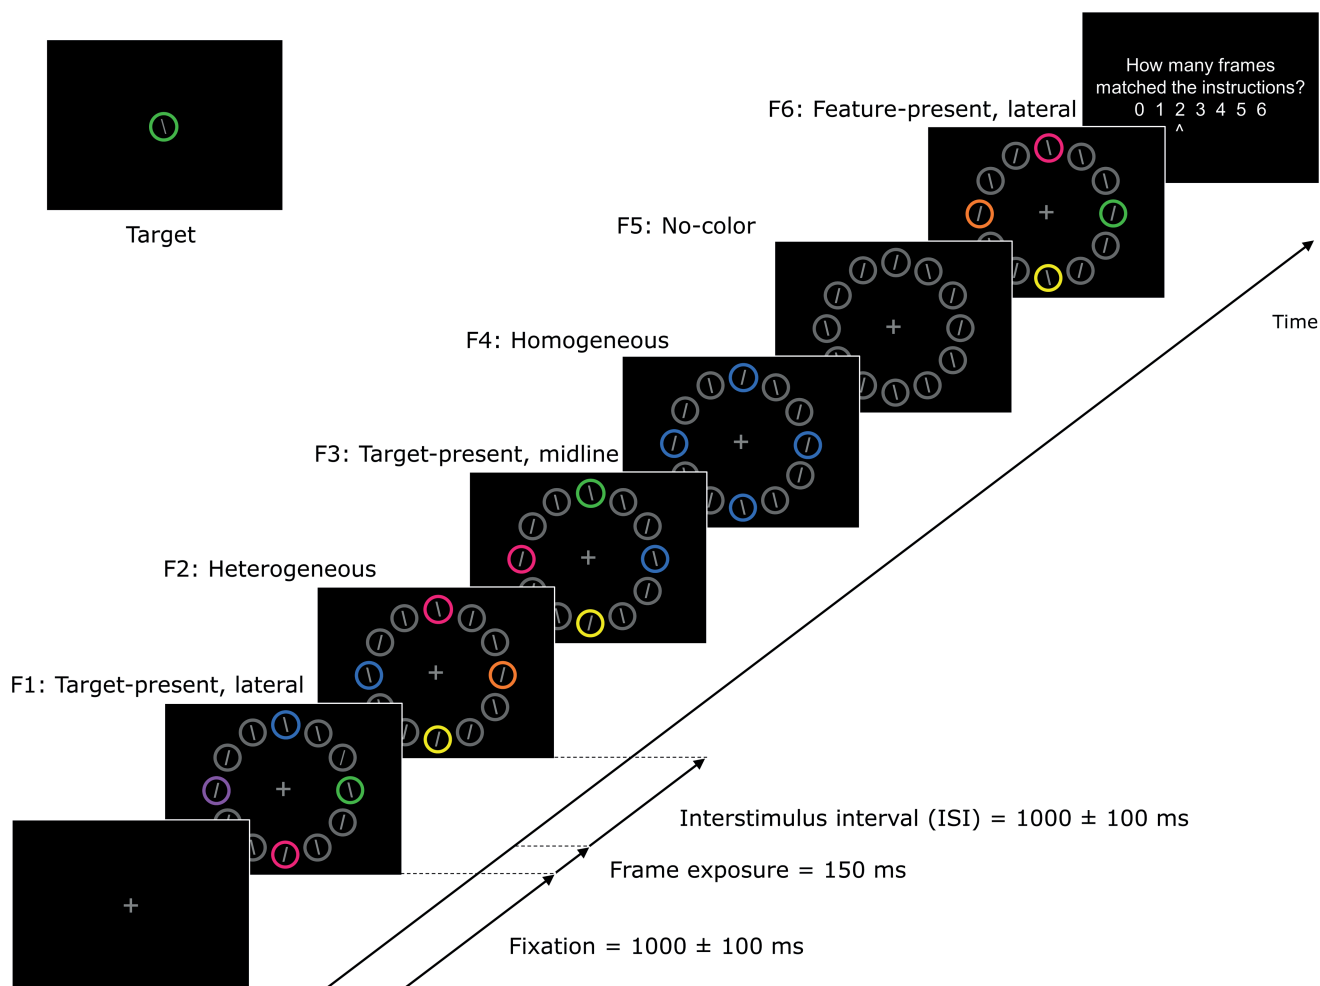 How many frames
matched the instructions?
0 1 2 3 4 5 6
^
F6: Feature-present, lateral
Target
F5: No-color
Time
F4: Homogeneous
F3: Target-present, midline
F2: Heterogeneous
F1: Target-present, lateral
Interstimulus interval (ISI) = 1000 ± 100 ms
Frame exposure = 150 ms
Fixation = 1000 ± 100 ms